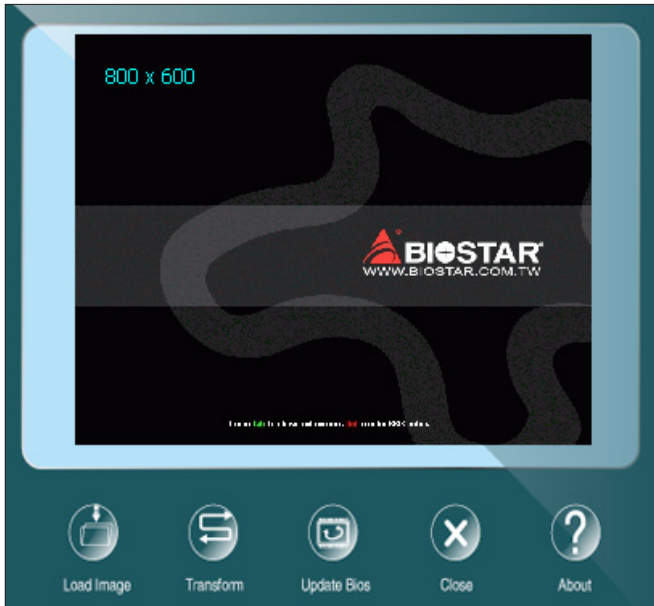 800 x 600
BIOSTAR
WWW.BIOSTAR.COM.TW
Load Image
Transform
Update Bios
Close
About